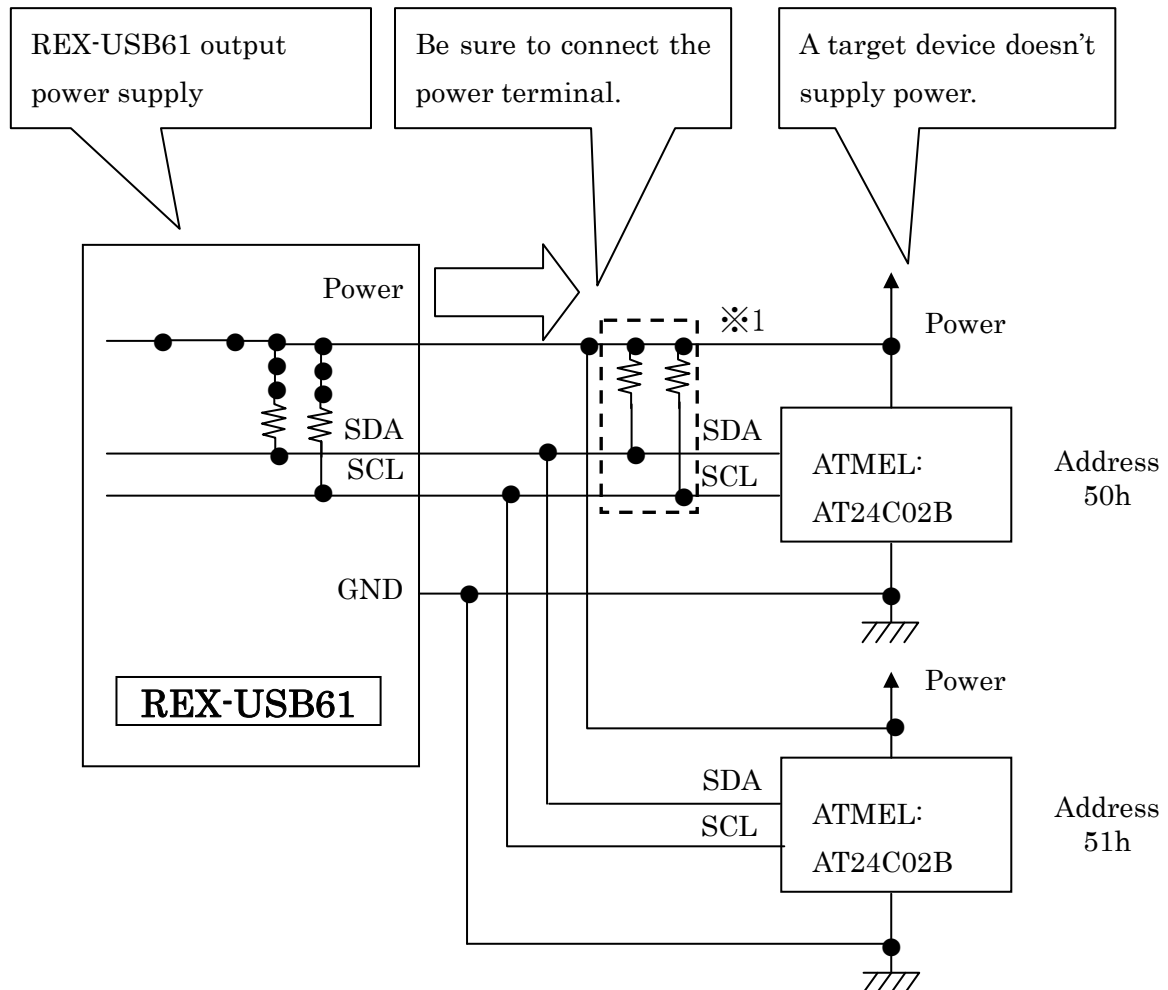 REX-USB61 output
power supply
Be sure to connect the
power terminal.
A target device doesn't
supply power.
Power
※1
Power
SDA
SCL
SDA
SCL
ATMEL:
AT24C02B
Address
50h
GND
REX-USB61
Power
SDA
SCL
ATMEL:
AT24C02B
Address
51h